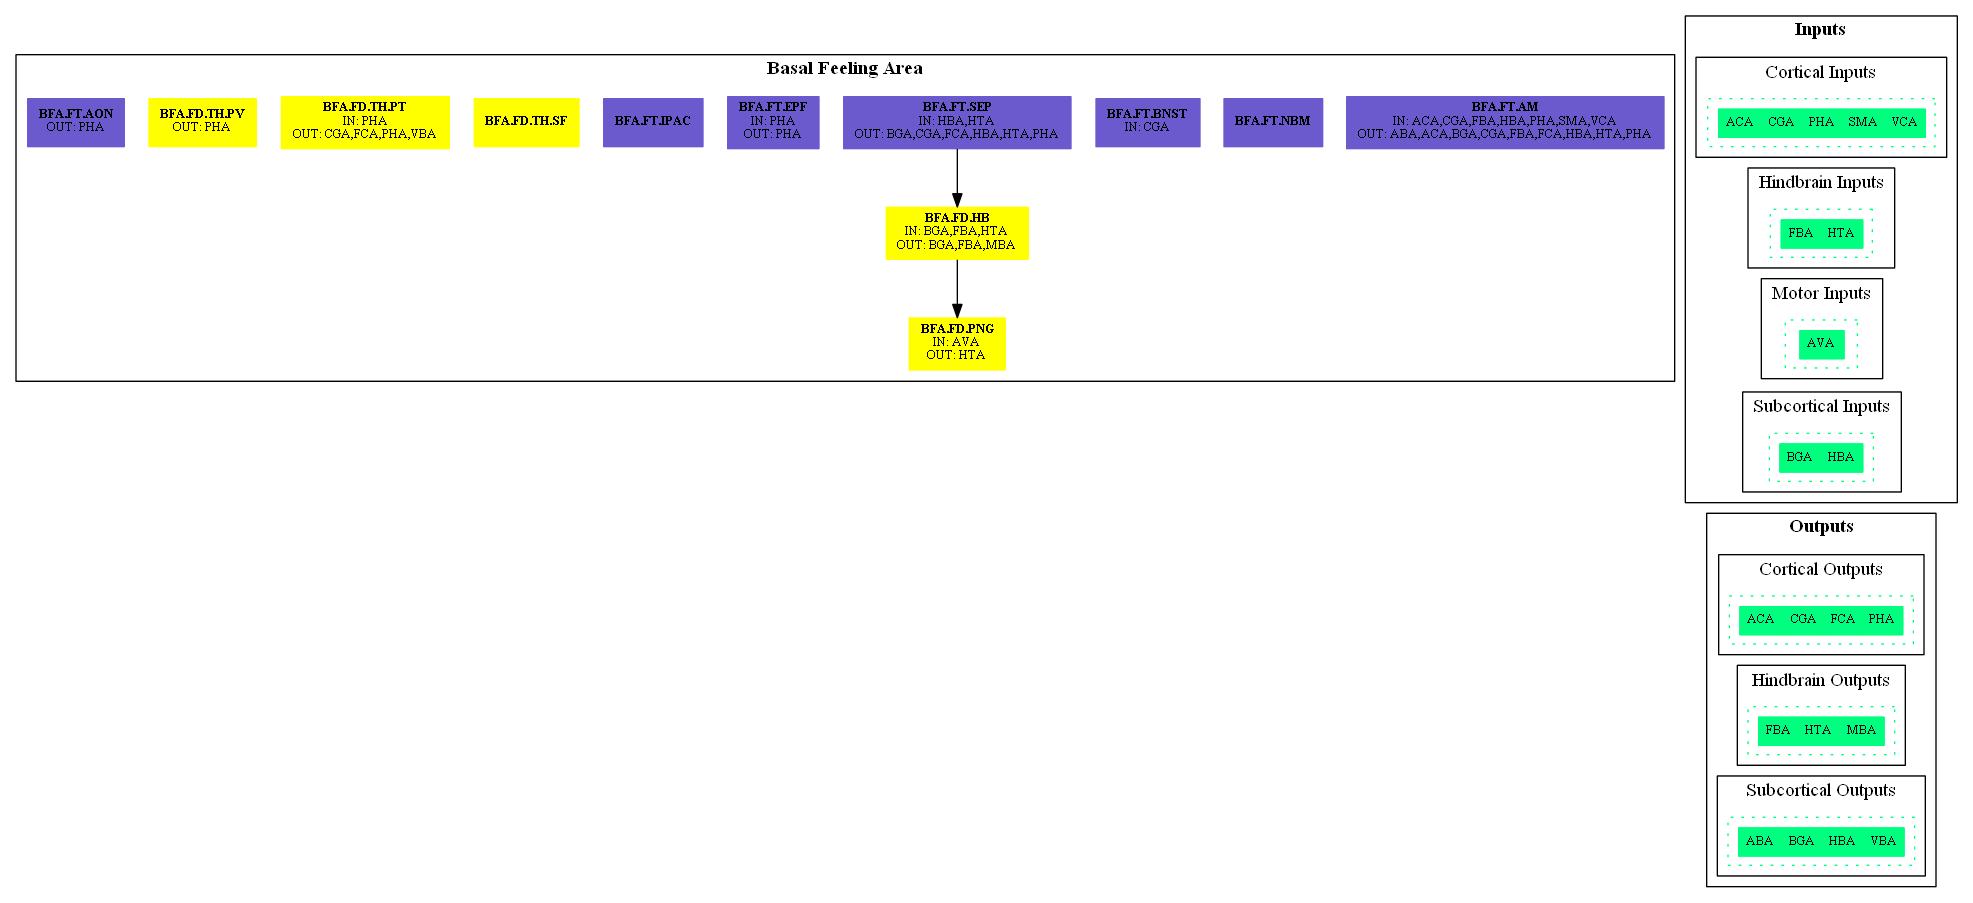 Basal Feeling Area
BFA.FT.AON
OUT: PHA
BFA.FD.TH.PV
OUT: PHA
BFA.FD.TH.PT
IN: PHA
OUT: CGA,FCA,PHA,VBA
BFA.FD.TH.SF
BFA.FT.IPAC
BFA.FT.EPF
IN: PHA
OUT: PHA
BFA.FT.SEP
IN: HBA,HTA
OUT: BGA,CGA,FCA,HBA,HTA,PHA
BFA.FT.BNST
IN: CGA
BFA.FT.NBM
BFA.FT.AM
IN: ACA,CGA,FBA,HBA,PHA,SMA,VCA
OUT: ABA,ACA,BGA,CGA,FBA,FCA,HBA,HTA,PHA
BFA.FD.HB
IN: BGA,FBA,HTA
OUT: BGA,FBA,MBA
BFA.FD.PNG
IN: AVA
OUT: HTA
Inputs
Cortical Inputs
ACA CGA PHA SMA VCA
Hindbrain Inputs
FBA HTA
Motor Inputs
AVA
Subcortical Inputs
BGA HBA
Outputs
Cortical Outputs
ACA CGA FCA PHA
Hindbrain Outputs
FBA HTA MBA
Subcortical Outputs
ABA BGA HBA VBA